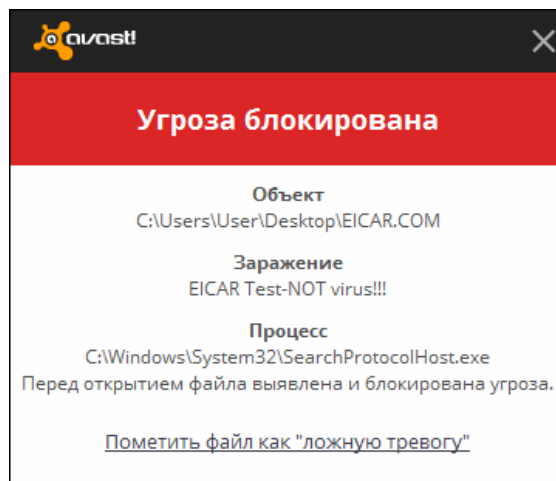 avast!
Угроза блокирована
Объект
C:\Users\User\Desktop\EICAR.COM
Заражение
EICAR Test-NOT virus!!!
Процесс
C:\Windows\System32\SearchProtocolHost.exe
Перед открытием файла выявлена и блокирована угроза.
Пометить файл как "ложную тревогу"